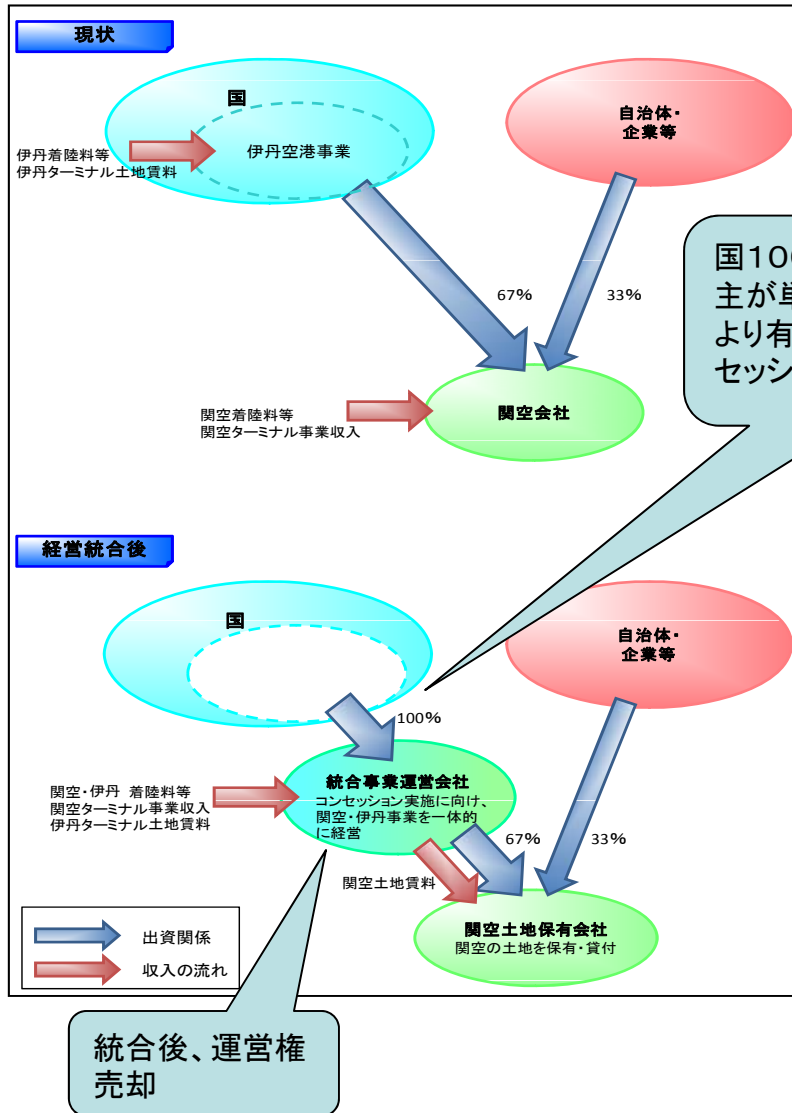 現状
国
伊丹空港事業
自治体・
企業等
伊丹着陸料等
伊丹ターミナル土地賃料
67%
33%
関空会社
関空着陸料等
関空ターミナル事業収入
国10
主が単
より有
セッシ
経営統合後
国
自治体・
企業等
100%
統合事業運営会社
コンセッション実施に向け、
関空・伊丹事業を一体的
に経営
関空・伊丹 着陸料等
関空ターミナル事業収入
伊丹ターミナル土地賃料
67%
33%
関空土地賃料
関空土地保有会社
関空の土地を保有・貸付
出資関係
収入の流れ
統合後、運営権
売却